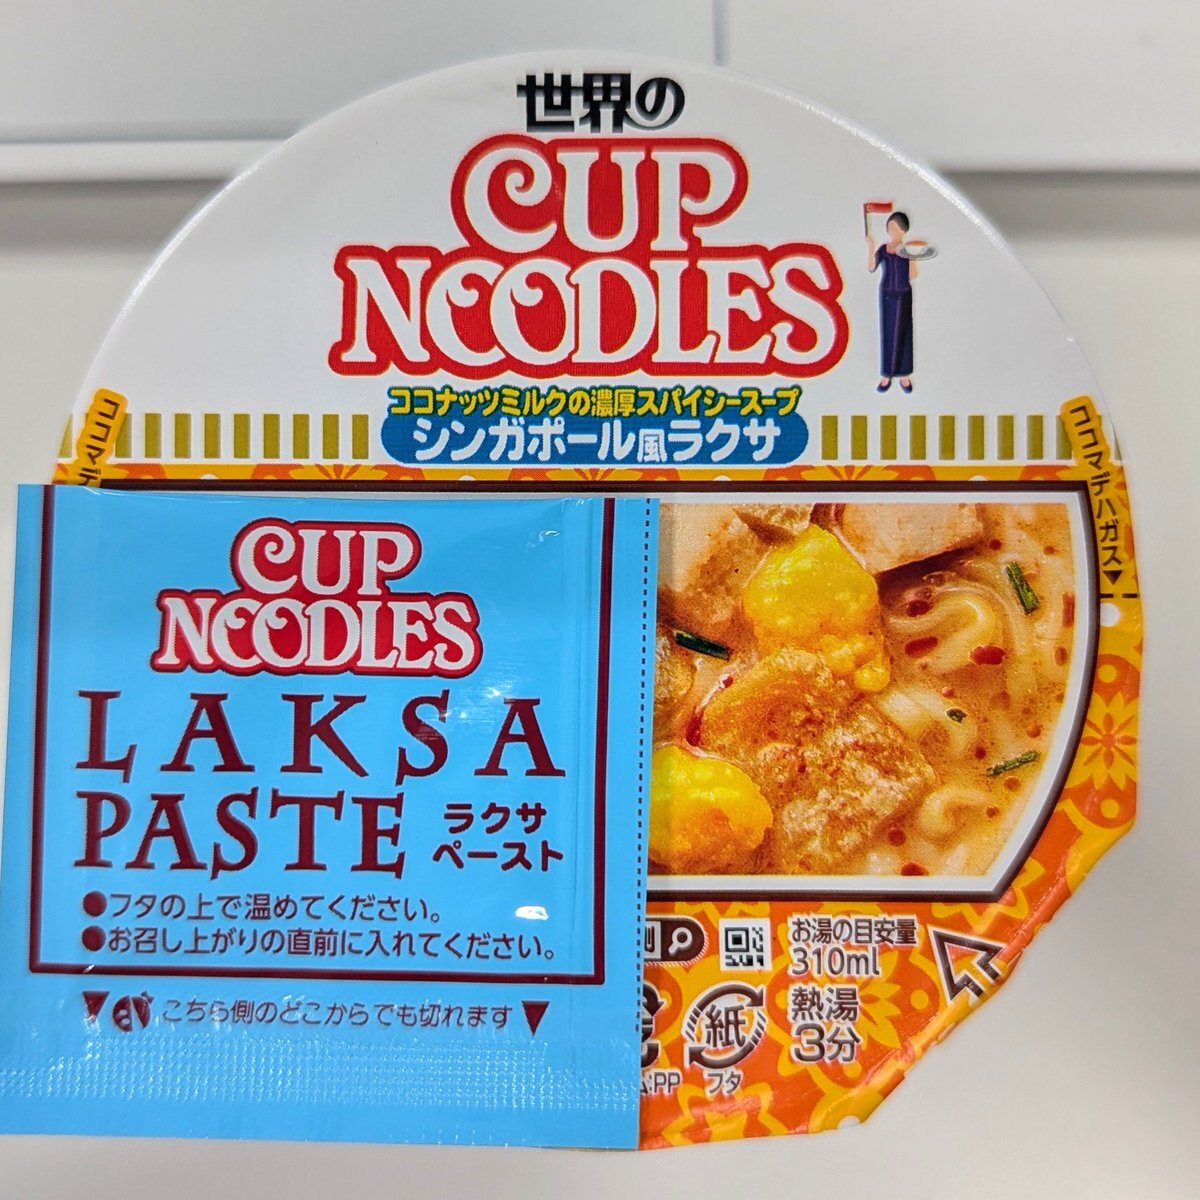 世界の
CUP
NOODLES
ココナッツミルクの濃厚スパイシースープ
シンガポール風ラクサ
ココマデ
ココマデハガス▼
CUP
NOODLES
LAKSA
PASTE
ラクサ
ペースト
●フタの上で温めてください。
●お召し上がりの直前に入れてください。
▼こちら側のどこからでも切れます▼
お湯の目安量
310ml
熱湯
3分
紙
:PP
フタ